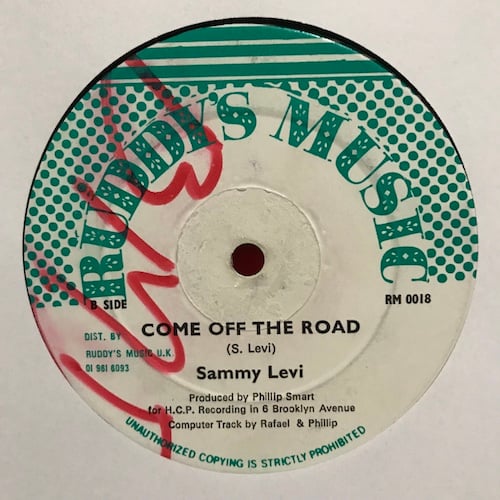 RUDDY'S MUSIC
B SIDE
RM 0018
DIST. BY
RUDDY'S MUSIC U.K.
01 981 6093
COME OFF THE ROAD
(S. Levi)
Sammy Levi
Produced by Phillip Smart
for H.C.P. Recording in 6 Brooklyn Avenue
Computer Track by Rafael & Phillip
UNAUTHORIZED COPYING IS STRICTLY PROHIBITED